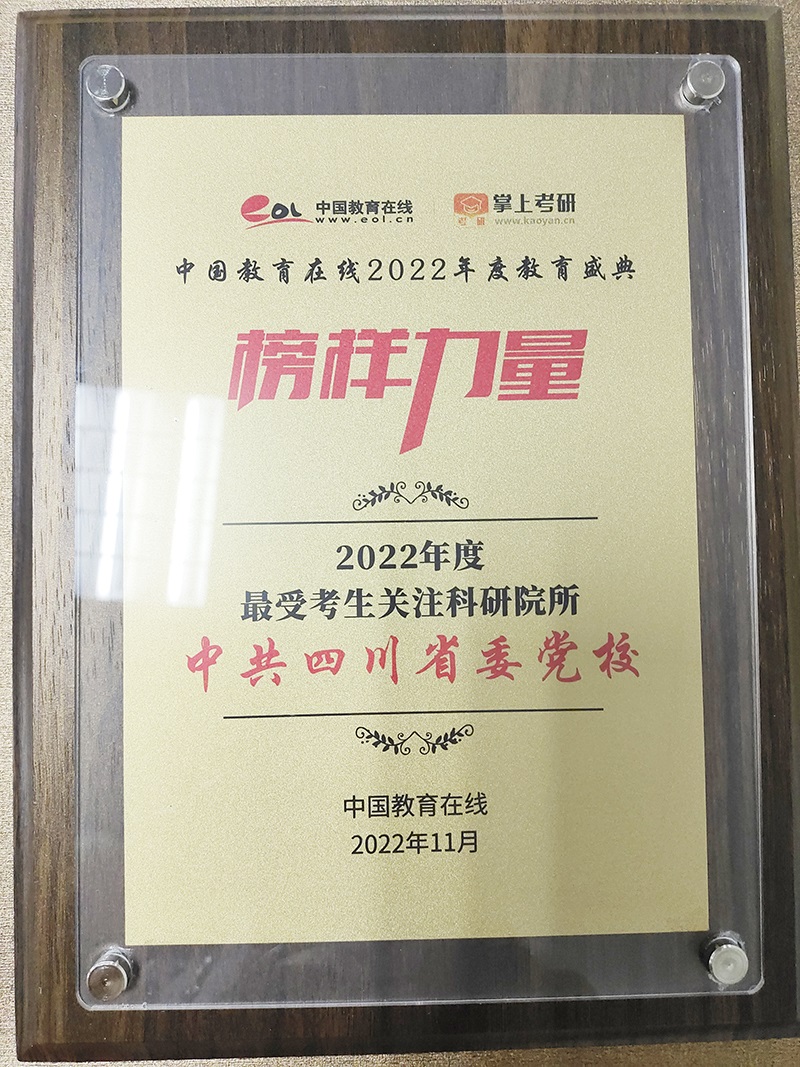 eol 中国教育在线 掌上考研
www.eol.cn 考研 www.kaoyan.cn
中国教育在线2022年度教育盛典
榜样力量
2022年度
最受考生关注科研院所
中共四川省委党校
中国教育在线
2022年11月